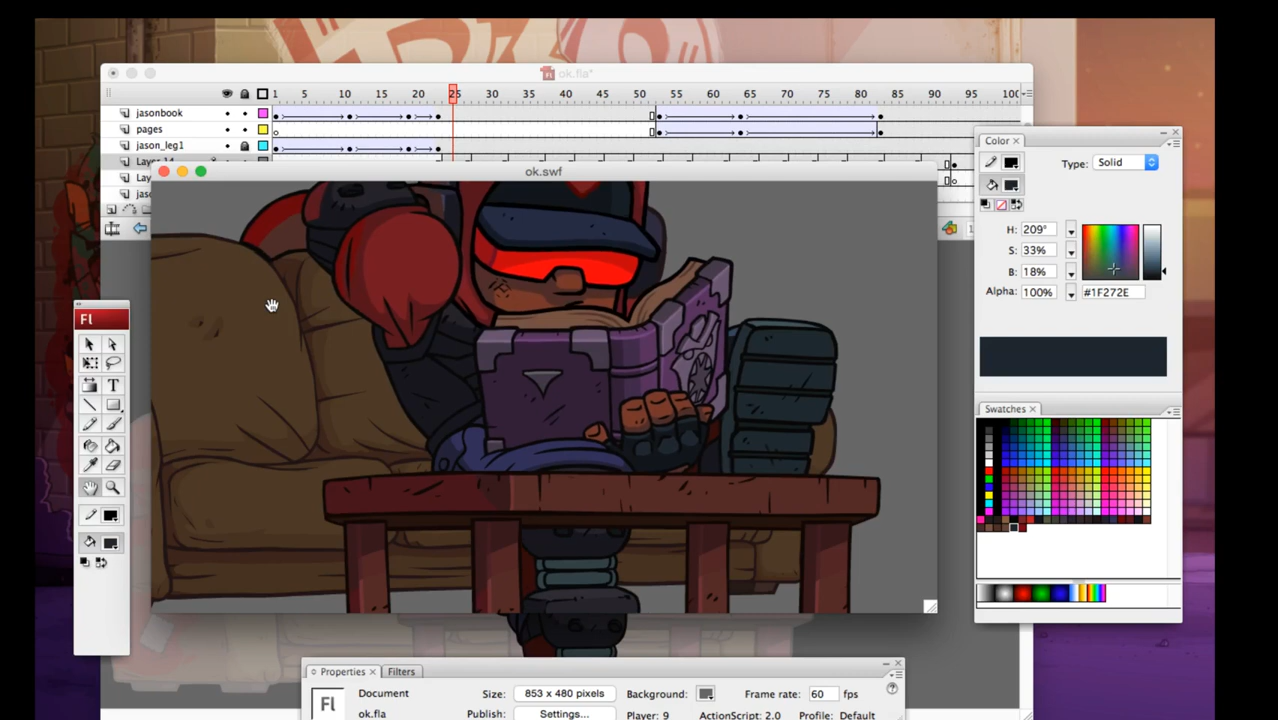 Fl ok.fla*
1 5 10 15 20 25 30 35 40 45 50 55 60 65 70 75 80 85 90 95 100
jasonbook
pages
jason_leg1
ok.swf
Color
Type: Solid
H: 209°
S: 33%
B: 18%
Alpha: 100% #1F272E
Fl
T
Swatches
Properties Filters
Fl
Document Size: 853 x 480 pixels Background: Frame rate: 60 fps
ok.fla Publish: Settings... Player: 9 ActionScript: 2.0 Profile: Default